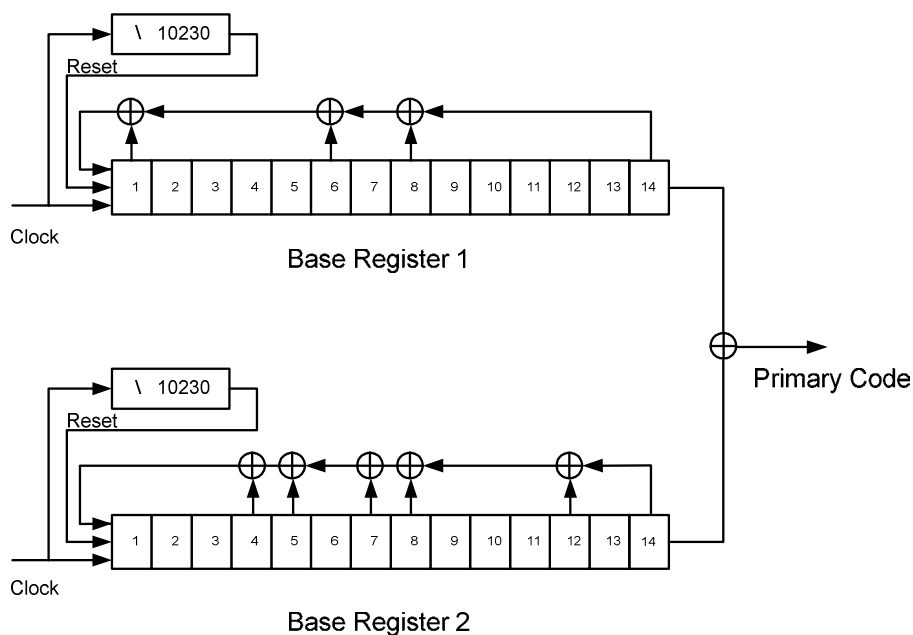 \ 10230
Reset
1 2 3 4 5 6 7 8 9 10 11 12 13 14
Clock
Base Register 1
Primary Code
\ 10230
Reset
1 2 3 4 5 6 7 8 9 10 11 12 13 14
Clock
Base Register 2